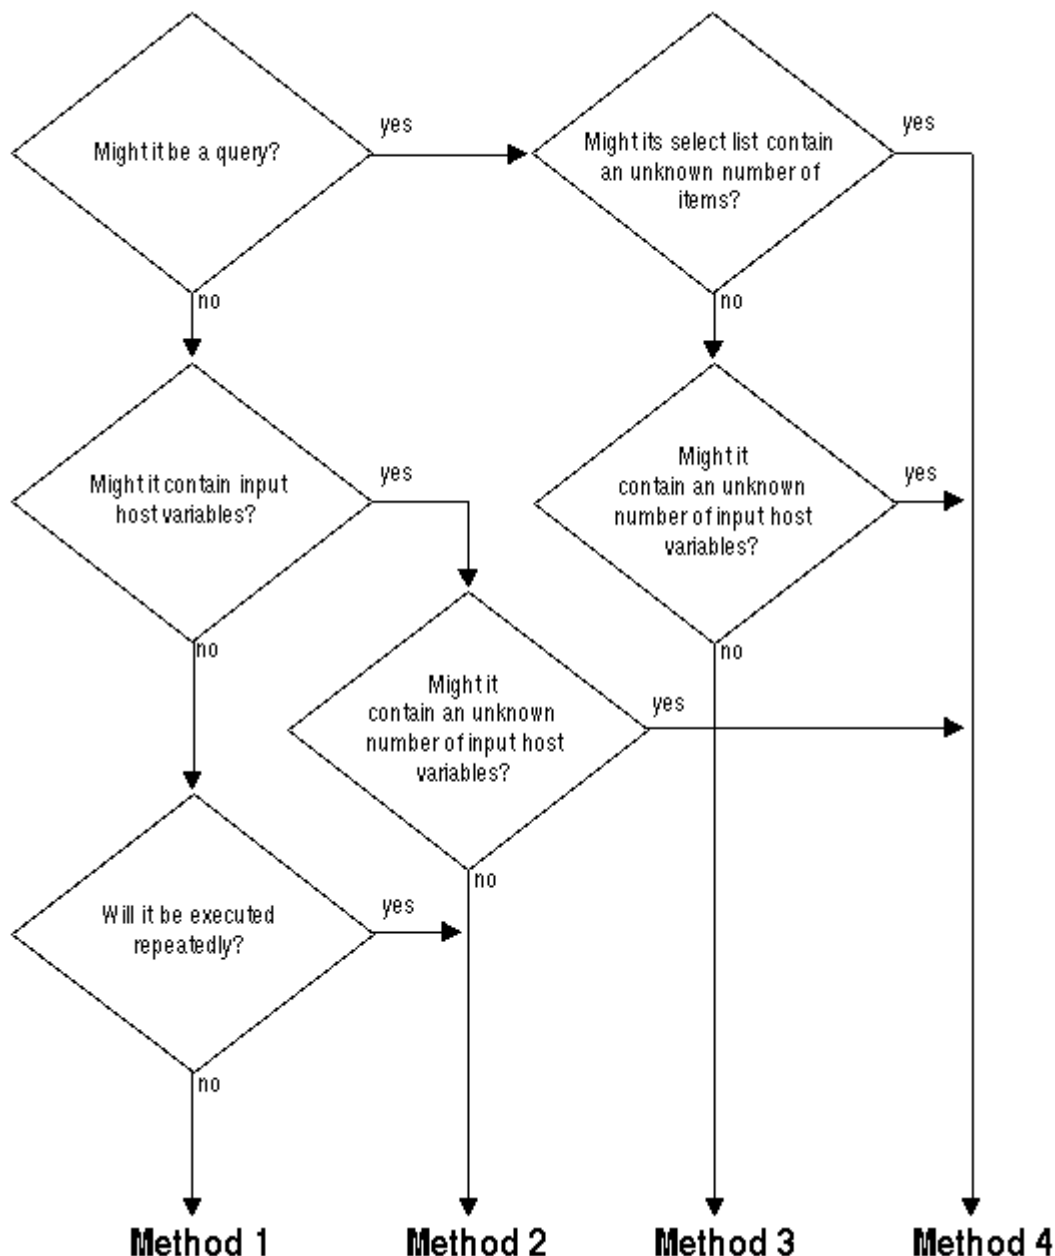 Might it be a query?
yes
no
Might its select list contain
an unknown number of
items?
yes
no
Might it contain input
host variables?
yes
no
Might it
contain an unknown
number of input host
variables?
yes
no
Might it
contain an unknown
number of input host
variables?
yes
no
Will it be executed
repeatedly?
yes
no
Method 1
Method 2
Method 3
Method 4